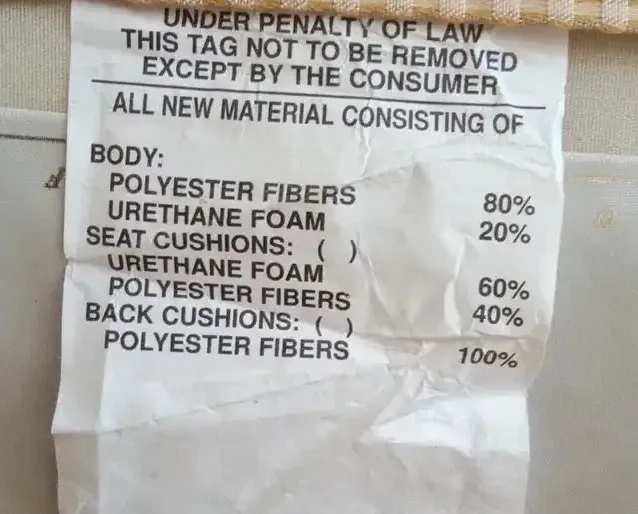 UNDER PENALTY OF LAW
THIS TAG NOT TO BE REMOVED
EXCEPT BY THE CONSUMER
ALL NEW MATERIAL CONSISTING OF
BODY:
POLYESTER FIBERS 80%
URETHANE FOAM 20%
SEAT CUSHIONS: ( )
URETHANE FOAM 60%
POLYESTER FIBERS 40%
BACK CUSHIONS: ( )
POLYESTER FIBERS 100%